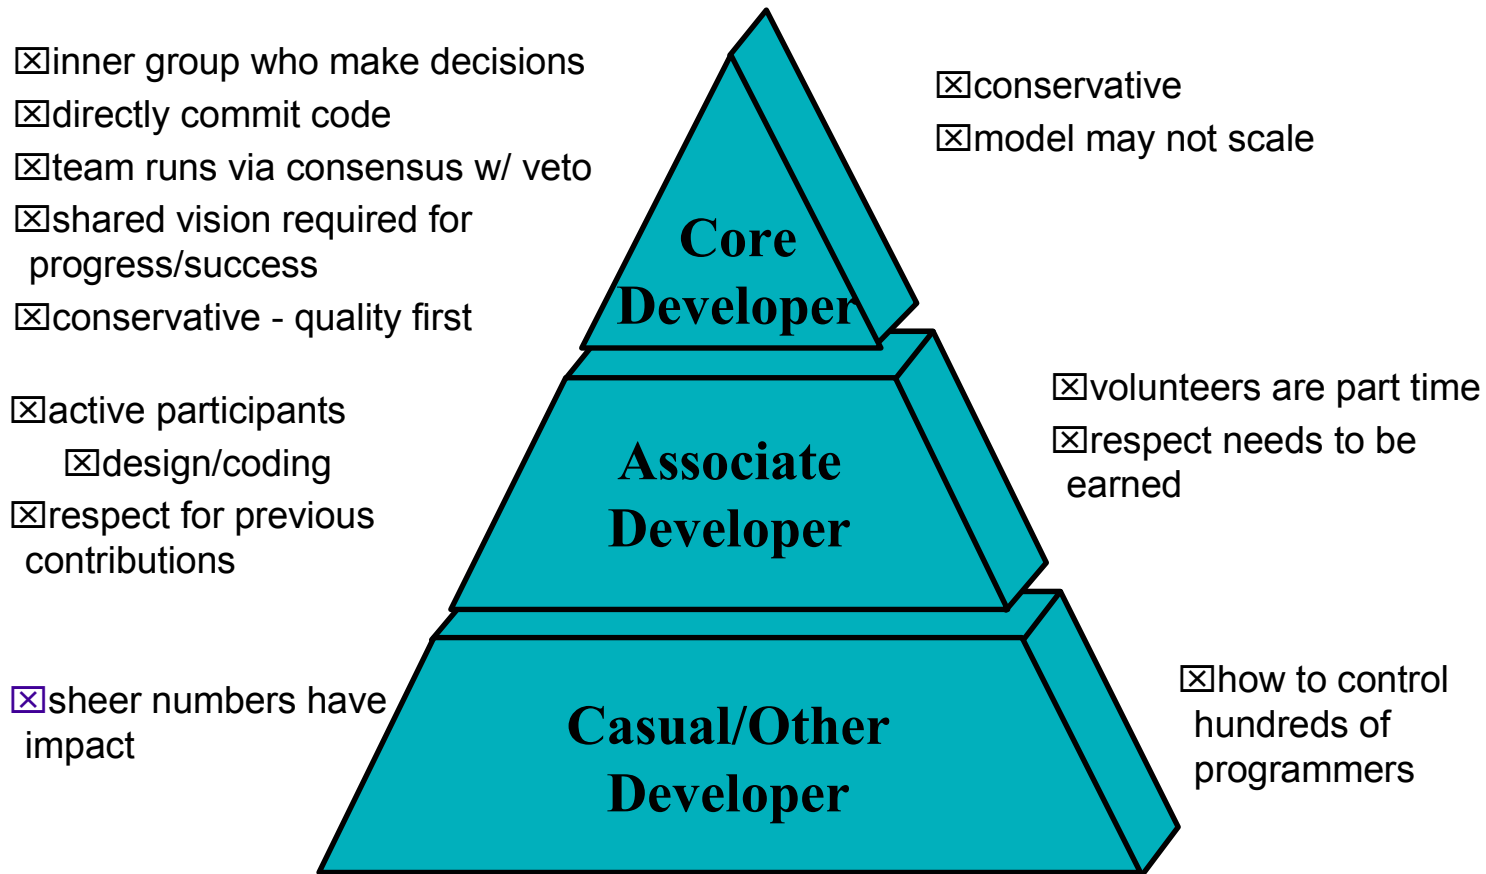 ☒inner group who make decisions
☒directly commit code
☒team runs via consensus w/ veto
☒shared vision required for
progress/success
☒conservative - quality first
☒conservative
☒model may not scale
Core
Developer
☒active participants
☒design/coding
☒respect for previous
contributions
Associate
Developer
☒volunteers are part time
☒respect needs to be
earned
☒sheer numbers have
impact
Casual/Other
Developer
☒how to control
hundreds of
programmers